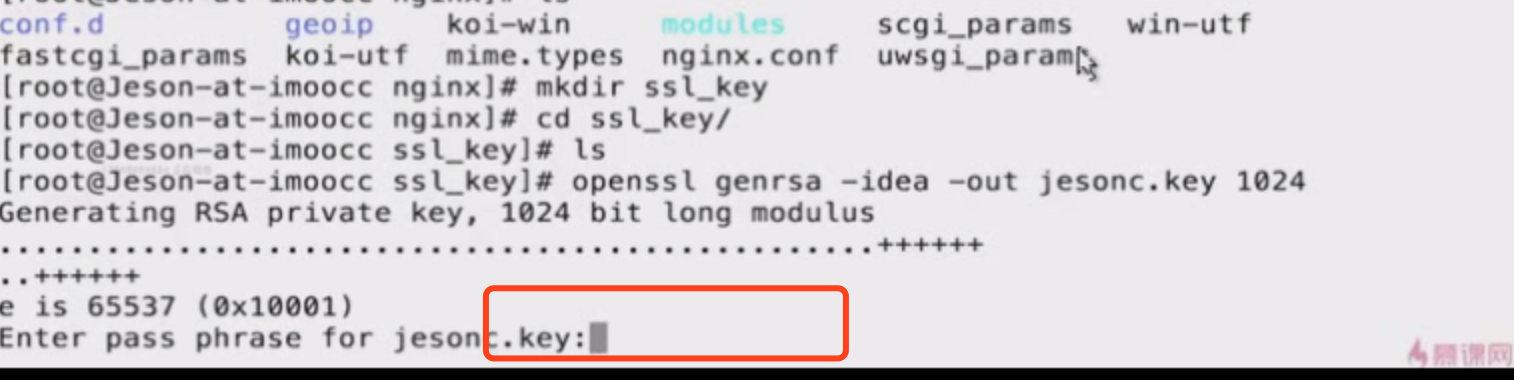 conf.d geoip koi-win modules scgi_params win-utf
fastcgi_params koi-utf mime.types nginx.conf uwsgi_param
[root@Jeson-at-imoocc nginx]# mkdir ssl_key
[root@Jeson-at-imoocc nginx]# cd ssl_key/
[root@Jeson-at-imoocc ssl_key]# ls
[root@Jeson-at-imoocc ssl_key]# openssl genrsa -idea -out jesonc.key 1024
Generating RSA private key, 1024 bit long modulus
.................................................++++++
..++++++
e is 65537 (0x10001)
Enter pass phrase for jesonc.key:
慕课网